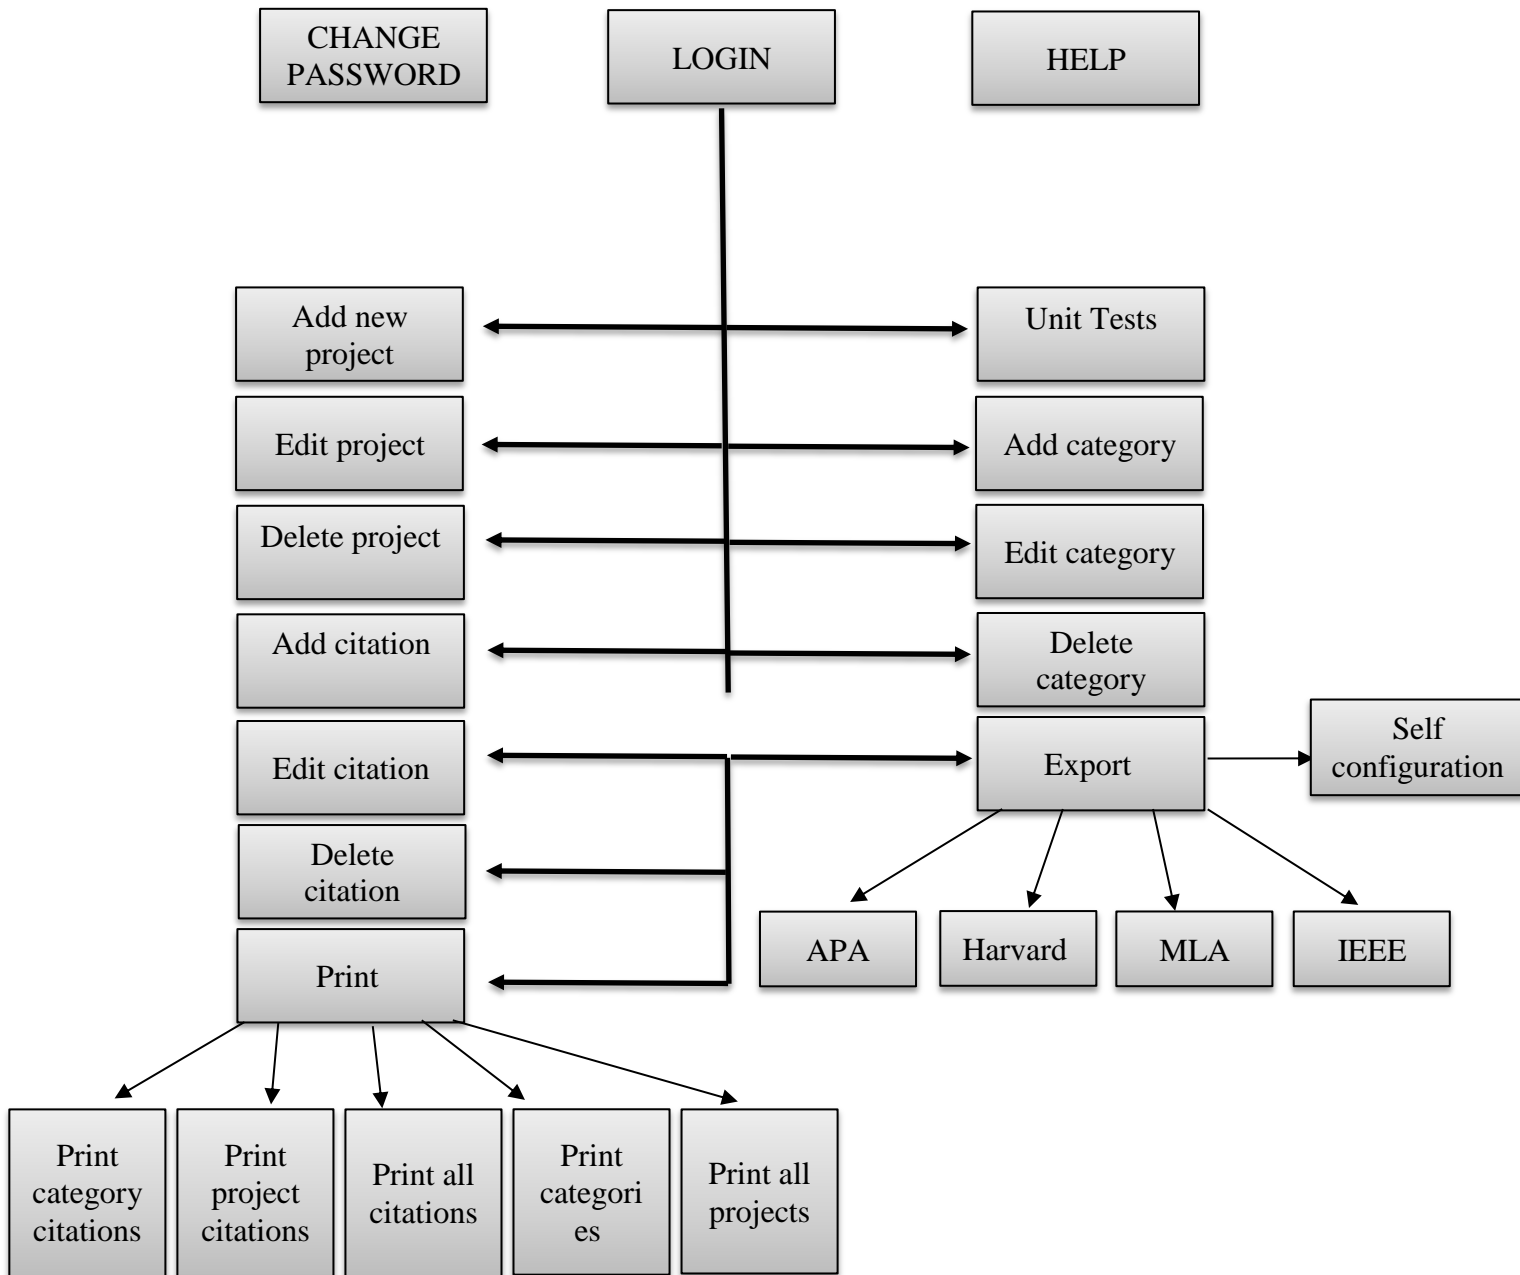 CHANGE
PASSWORD
LOGIN
HELP
Add new
project
Unit Tests
Edit project
Add category
Delete project
Edit category
Add citation
Delete
category
Self
configuration
Edit citation
Export
Delete
citation
APA
Harvard
MLA
IEEE
Print
Print
category
citations
Print
project
citations
Print all
citations
Print
categori
es
Print all
projects